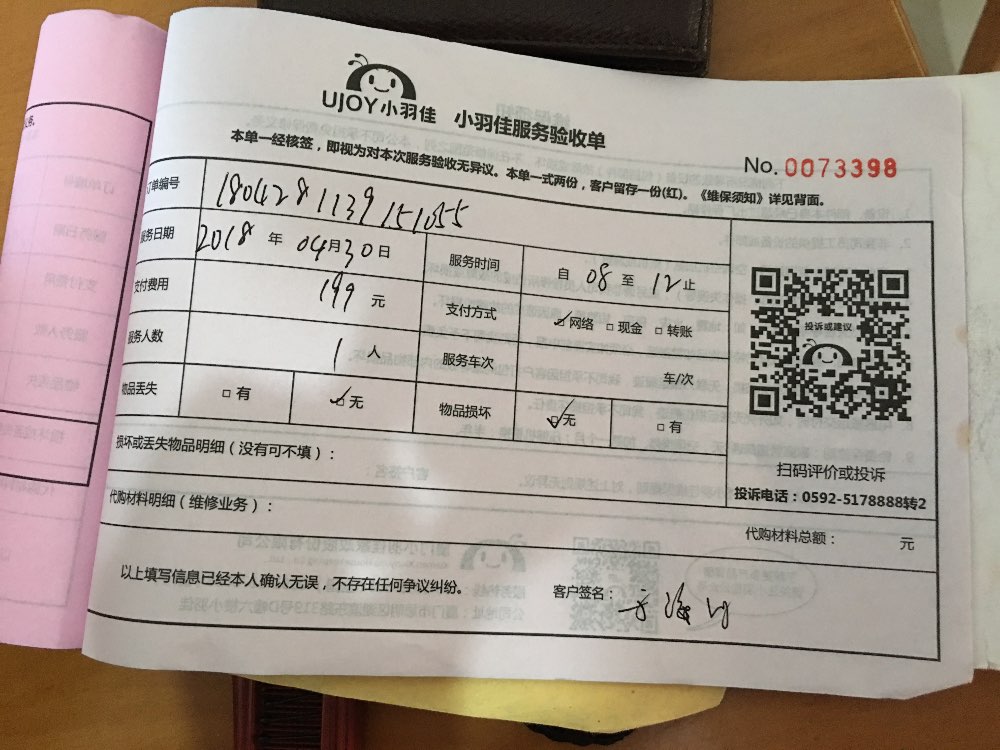 UJOY小羽佳 小羽佳服务验收单
本单一经核签，即视为对本次服务验收无异议。本单一式两份，客户留存一份(红)。《维保须知》详见背面。
No. 0073398
订单编号 1804281139151055
服务日期 2018 年 04月30日 服务时间 自 08 至 12止
支付费用 199 元 支付方式 网络 现金 转账
服务人数 1 人 服务车次 车/次
物品丢失 有 无 物品损坏 无 有
投诉或建议
扫码评价或投诉
投诉电话：0592-5178888转2
损坏或丢失物品明细（没有可不填）：
代购材料明细（维修业务）：
代购材料总额： 元
以上填写信息已经本人确认无误，不存在任何争议纠纷。 客户签名：